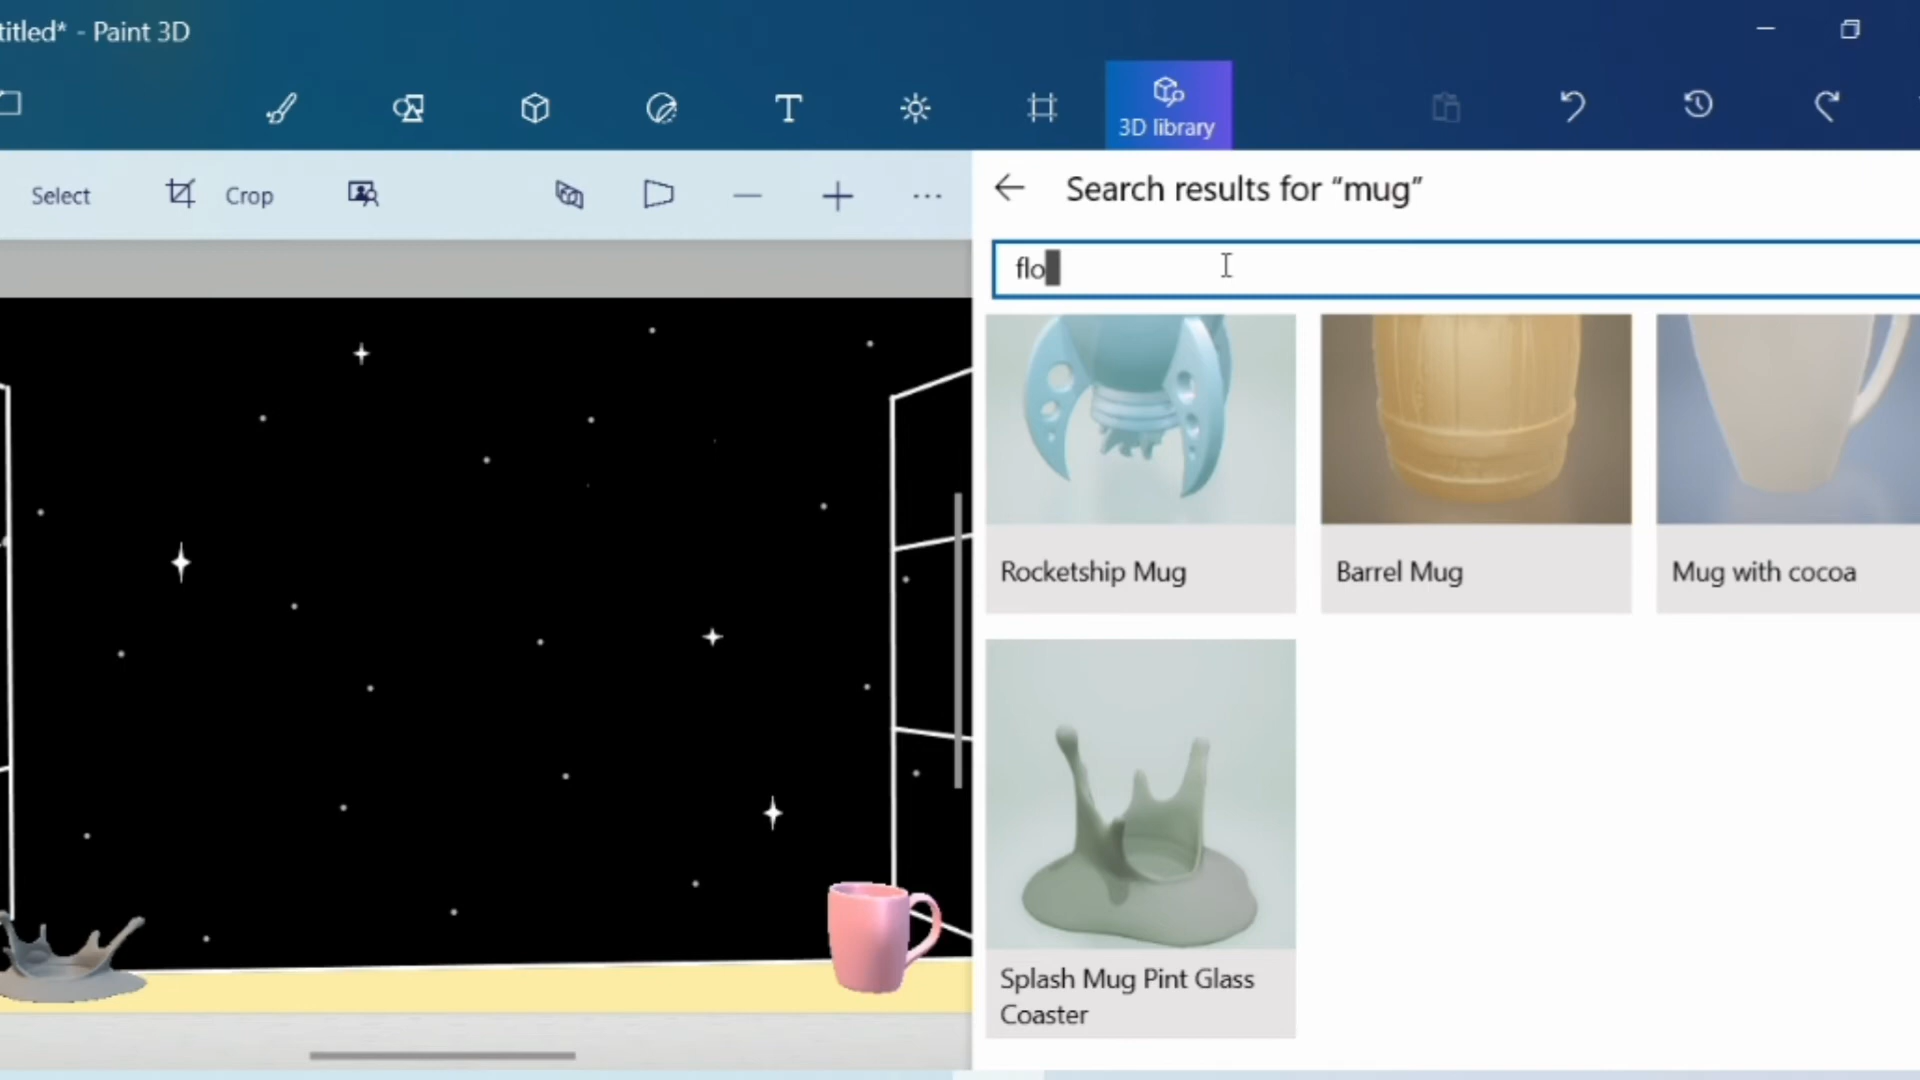 titled* - Paint 3D
3D library
Select
Crop
Search results for “mug”
flo
Rocketship Mug
Barrel Mug
Mug with cocoa
Splash Mug Pint Glass
Coaster